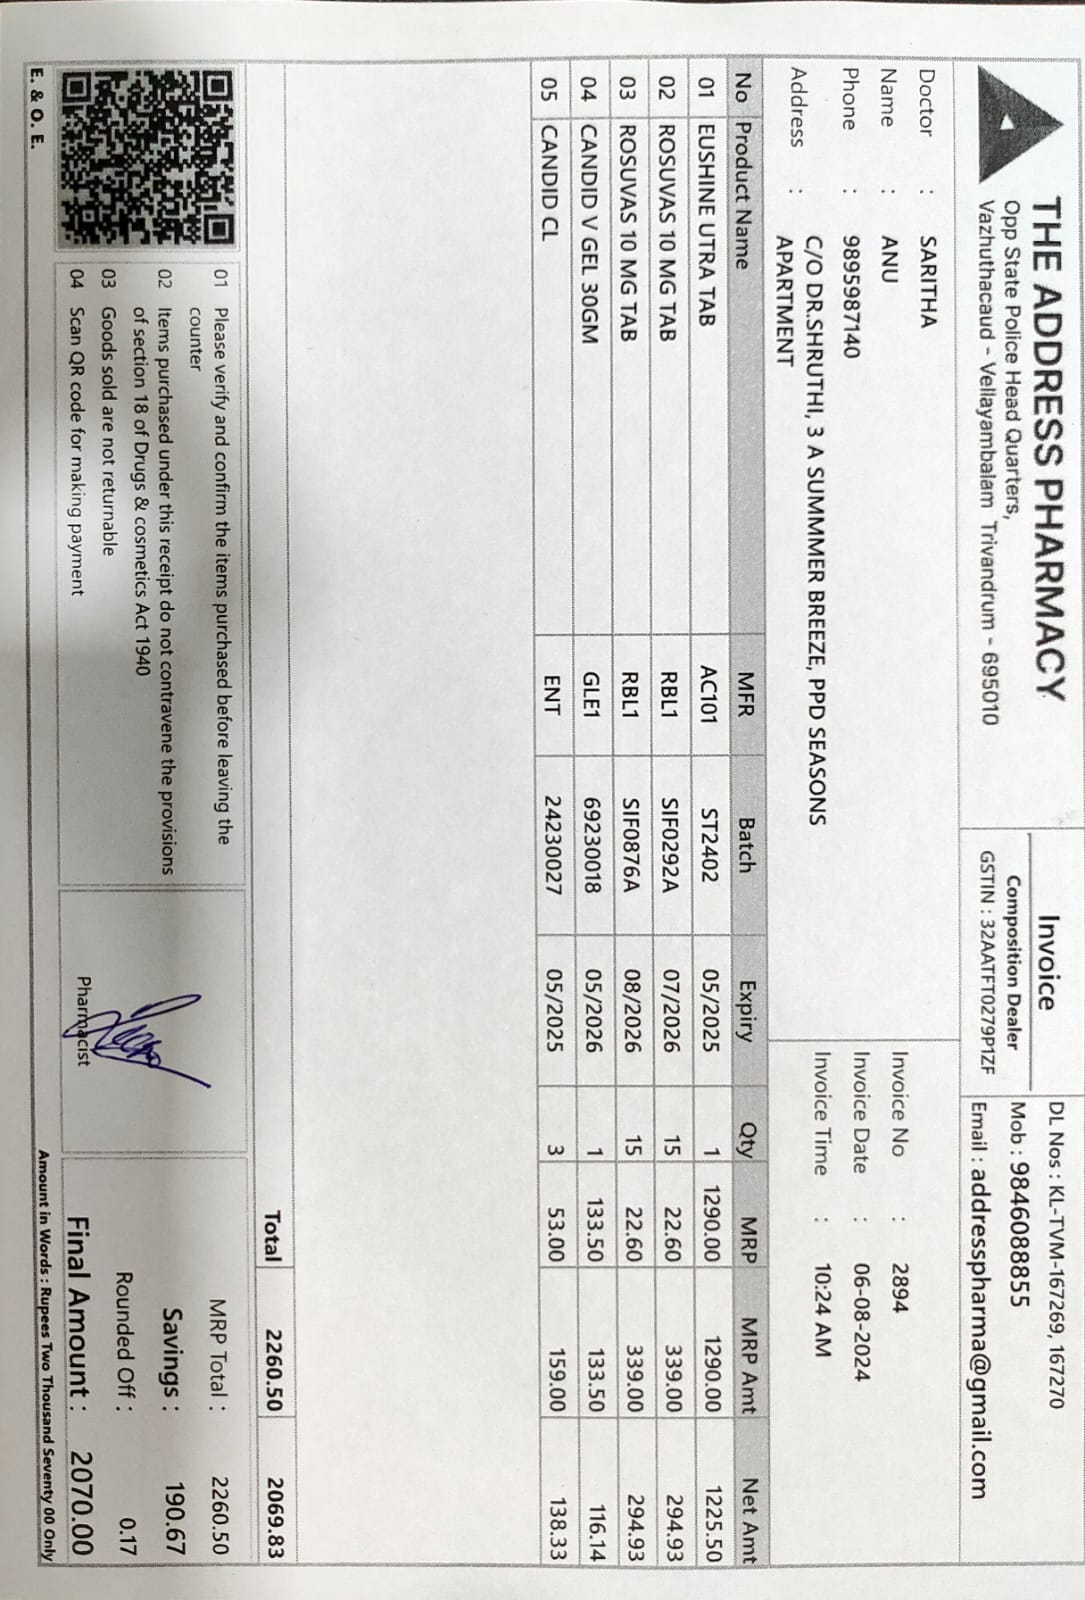 THE ADDRESS PHARMACY
Opp State Police Head Quarters,
Vazhuthacaud - Vellayambalam Trivandrum - 695010
Invoice
Composition Dealer
GSTIN : 32AATFT0279P1ZF
DL Nos : KL-TVM-167269, 167270
Mob : 9846088855
Email : addresspharma@gmail.com
Doctor : SARITHA
Name : ANU
Phone : 9895987140
Address : C/O DR.SHRUTHI, 3 A SUMMMER BREEZE, PPD SEASONS
APARTMENT
Invoice No : 2894
Invoice Date : 06-08-2024
Invoice Time : 10:24 AM
No Product Name MFR Batch Expiry Qty MRP MRP Amt Net Amt
01 EUSHINE UTRA TAB AC101 ST2402 05/2025 1 1290.00 1290.00 1225.50
02 ROSUVAS 10 MG TAB RBL1 SIF0292A 07/2026 15 22.60 339.00 294.93
03 ROSUVAS 10 MG TAB RBL1 SIF0876A 08/2026 15 22.60 339.00 294.93
04 CANDID V GEL 30GM GLE1 69230018 05/2026 1 133.50 133.50 116.14
05 CANDID CL ENT 24230027 05/2025 3 53.00 159.00 138.33
Total 2260.50 2069.83
01 Please verify and confirm the items purchased before leaving the
counter
02 Items purchased under this receipt do not contravene the provisions
of section 18 of Drugs & cosmetics Act 1940
03 Goods sold are not returnable
04 Scan QR code for making payment
Pharmacist
MRP Total : 2260.50
Savings : 190.67
Rounded Off : 0.17
Final Amount : 2070.00
E. & O. E.
Amount in Words : Rupees Two Thousand Seventy 00 Only